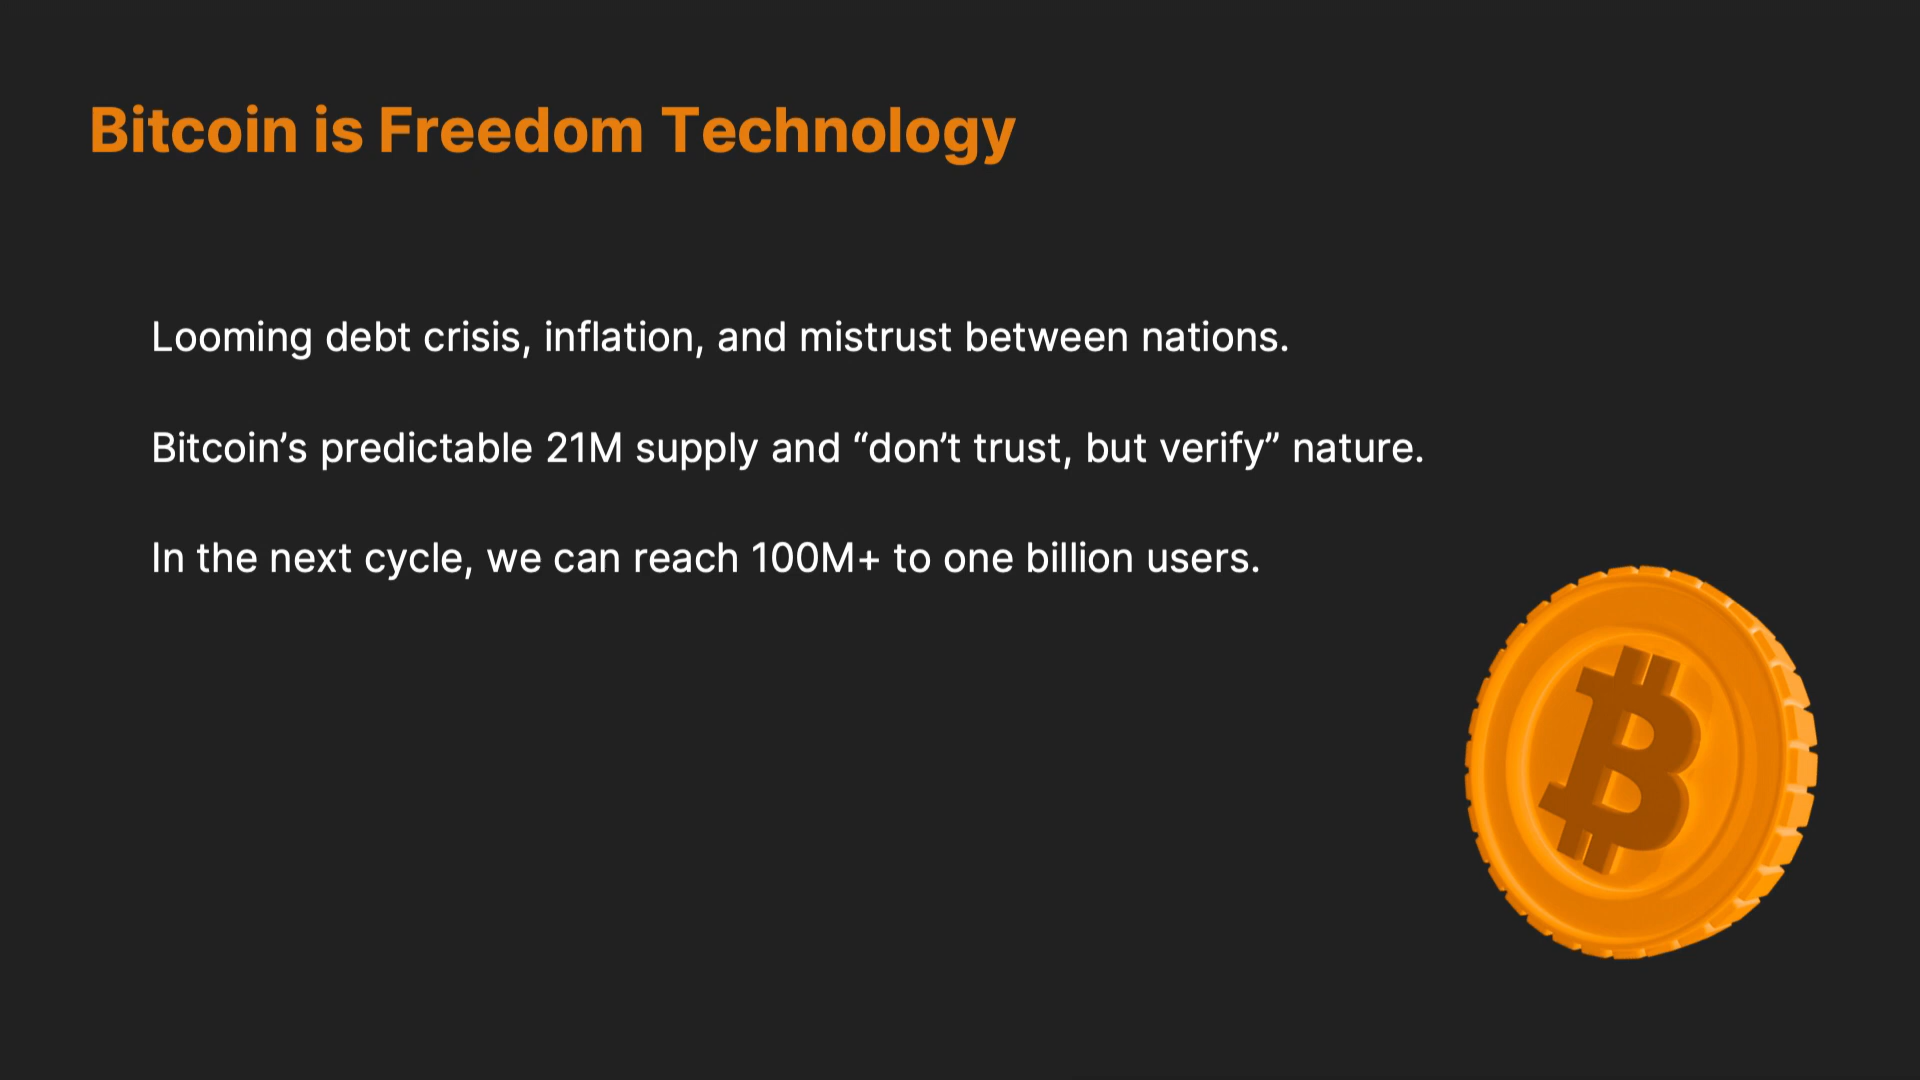 Bitcoin is Freedom Technology
Looming debt crisis, inflation, and mistrust between nations.
Bitcoin’s predictable 21M supply and “don’t trust, but verify” nature.
In the next cycle, we can reach 100M+ to one billion users.